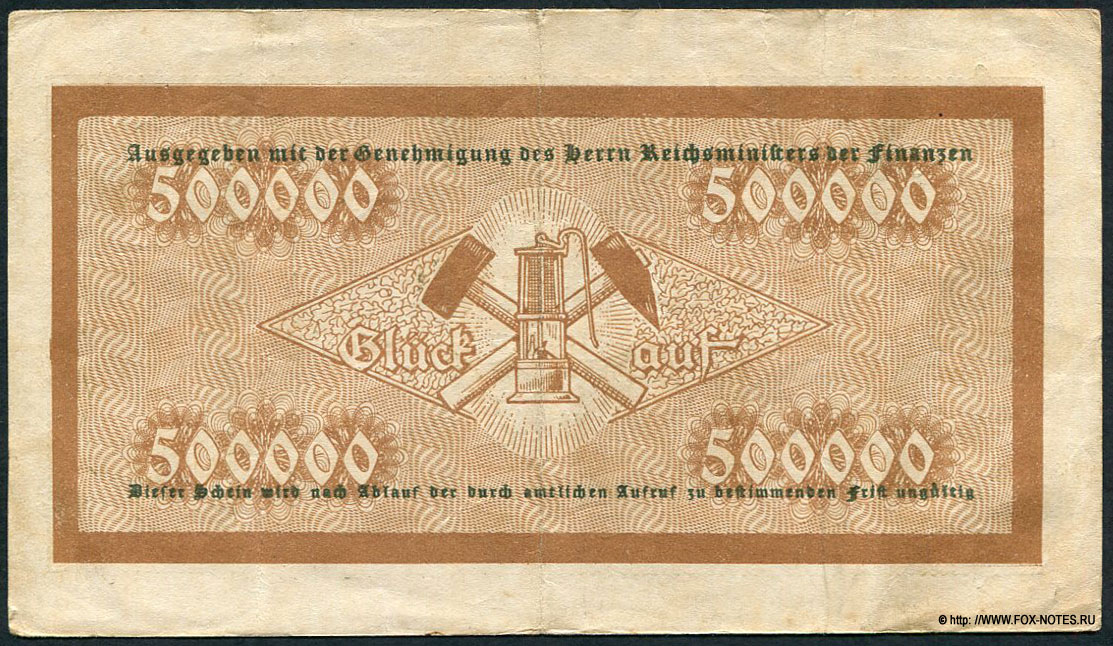 Ausgegeben mit der Genehmigung des Herrn Reichsministers der Finanzen
500000 500000
Glück auf
500000 500000
Dieser Schein wird nach Ablauf der durch amtlichen Aufruf zu bestimmenden Frist ungültig
© http: // www.FOX-NOTES.RU